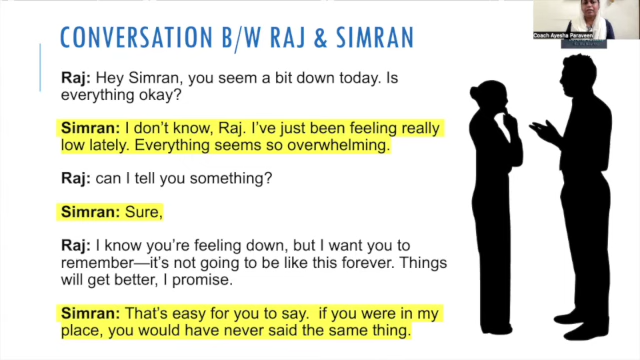 CONVERSATION B/W RAJ & SIMRAN
Coach Ayesha Paraveen
Raj: Hey Simran, you seem a bit down today. Is
everything okay?
Simran: I don't know, Raj. I've just been feeling really
low lately. Everything seems so overwhelming.
Raj: can I tell you something?
Simran: Sure,
Raj: I know you're feeling down, but I want you to
remember—it's not going to be like this forever. Things
will get better, I promise.
Simran: That's easy for you to say.  if you were in my
place, you would have never said the same thing.